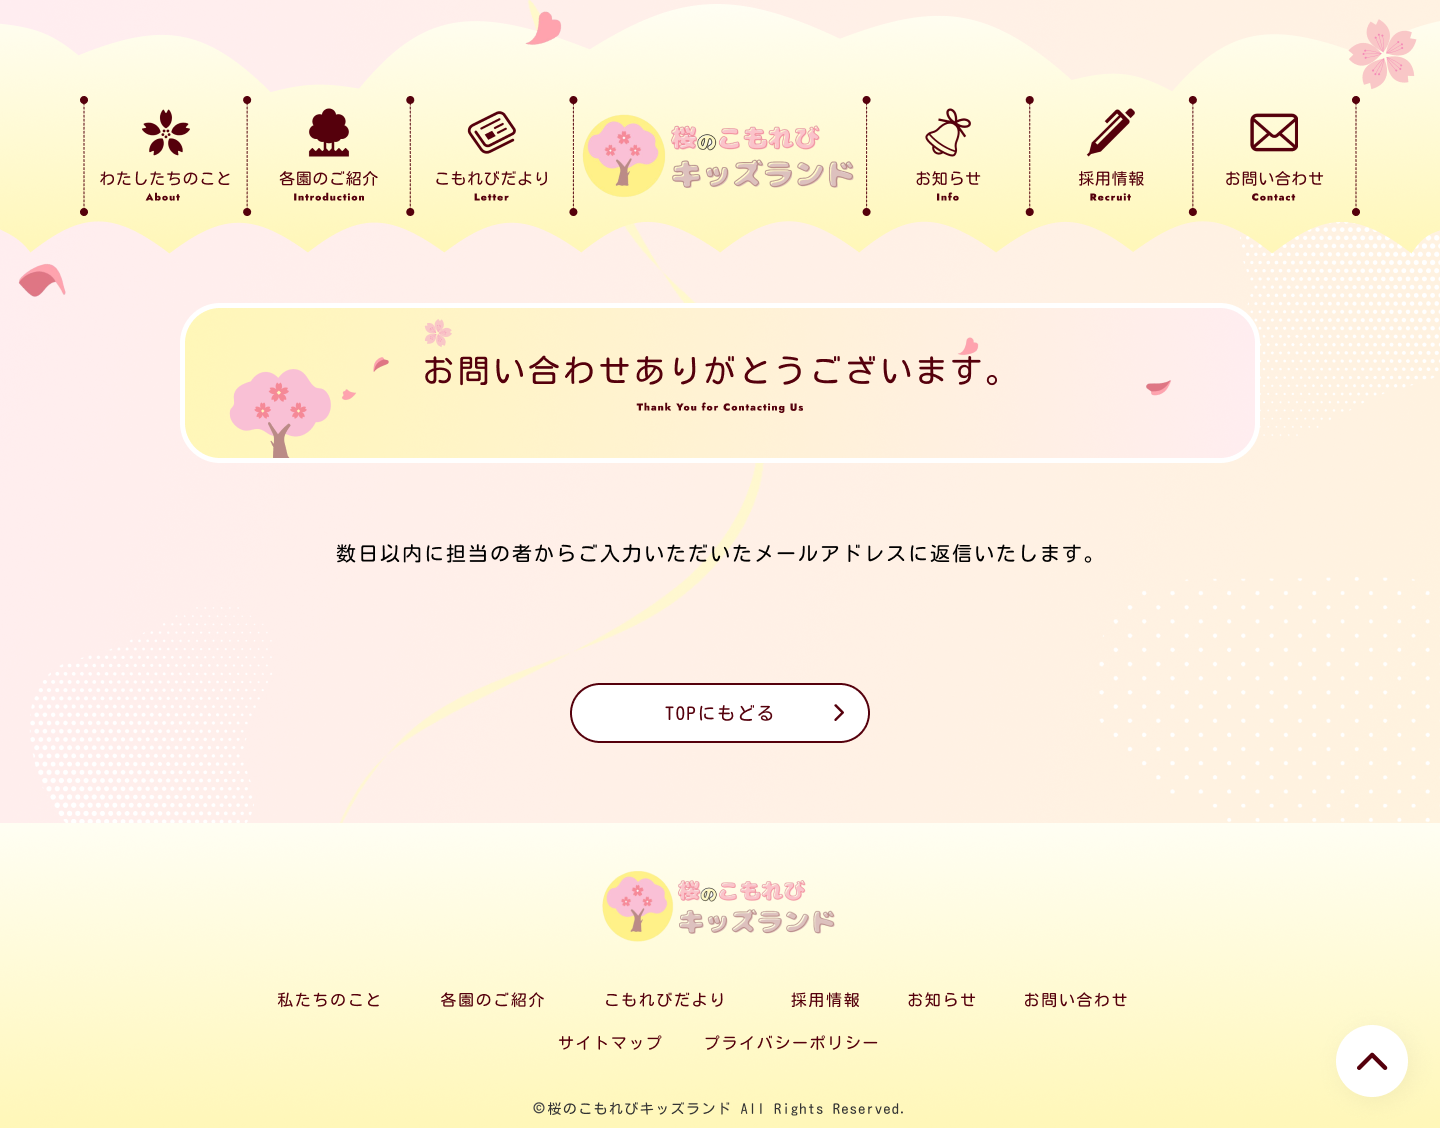 わたしたちのこと
About
各園のご紹介
Introduction
こもれびだより
Letter
桜のこもれび
キッズランド
お知らせ
Info
採用情報
Recruit
お問い合わせ
Contact
お問い合わせありがとうございます。
Thank You for Contacting Us
数日以内に担当の者からご入力いただいたメールアドレスに返信いたします。
TOPにもどる
桜のこもれび
キッズランド
私たちのこと 各園のご紹介 こもれびだより 採用情報 お知らせ お問い合わせ
サイトマップ プライバシーポリシー
©桜のこもれびキッズランド All Rights Reserved.